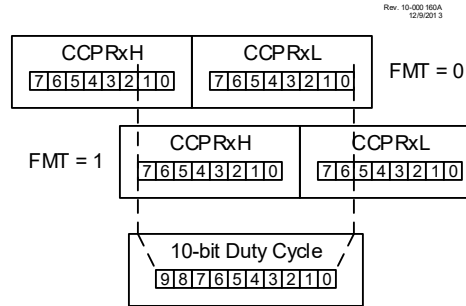 Rev. 10-000 160A
12/9/201 3
CCPRxH CCPRxL
7 6 5 4 3 2 1 0 7 6 5 4 3 2 1 0 FMT = 0
CCPRxH CCPRxL
FMT = 1 7 6 5 4 3 2 1 0 7 6 5 4 3 2 1 0
10-bit Duty Cycle
9 8 7 6 5 4 3 2 1 0